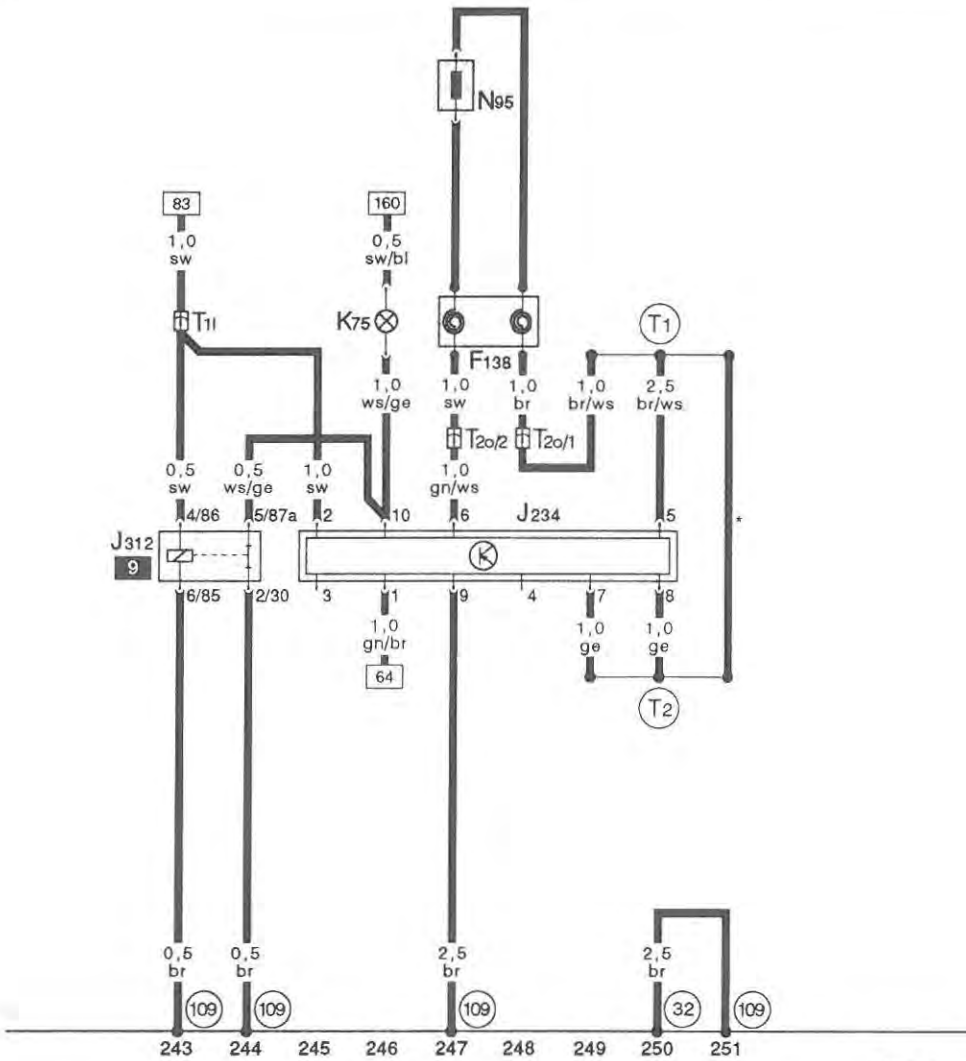 N95
83
160
1,0
sw
0,5
sw/bl
T1l
K75
T1
F138
1,0
ws/ge
1,0
sw
1,0
br
1,0
br/ws
2,5
br/ws
T2o/2
T2o/1
0,5
sw
0,5
ws/ge
1,0
sw
1,0
gn/ws
4/86
5/87a
2
10
6
J234
5
*
J312
9
6/85
2/30
3
1
9
4
7
8
1,0
gn/br
1,0
ge
1,0
ge
64
T2
0,5
br
0,5
br
2,5
br
2,5
br
109
109
109
32
109
243 244 245 246 247 248 249 250 251